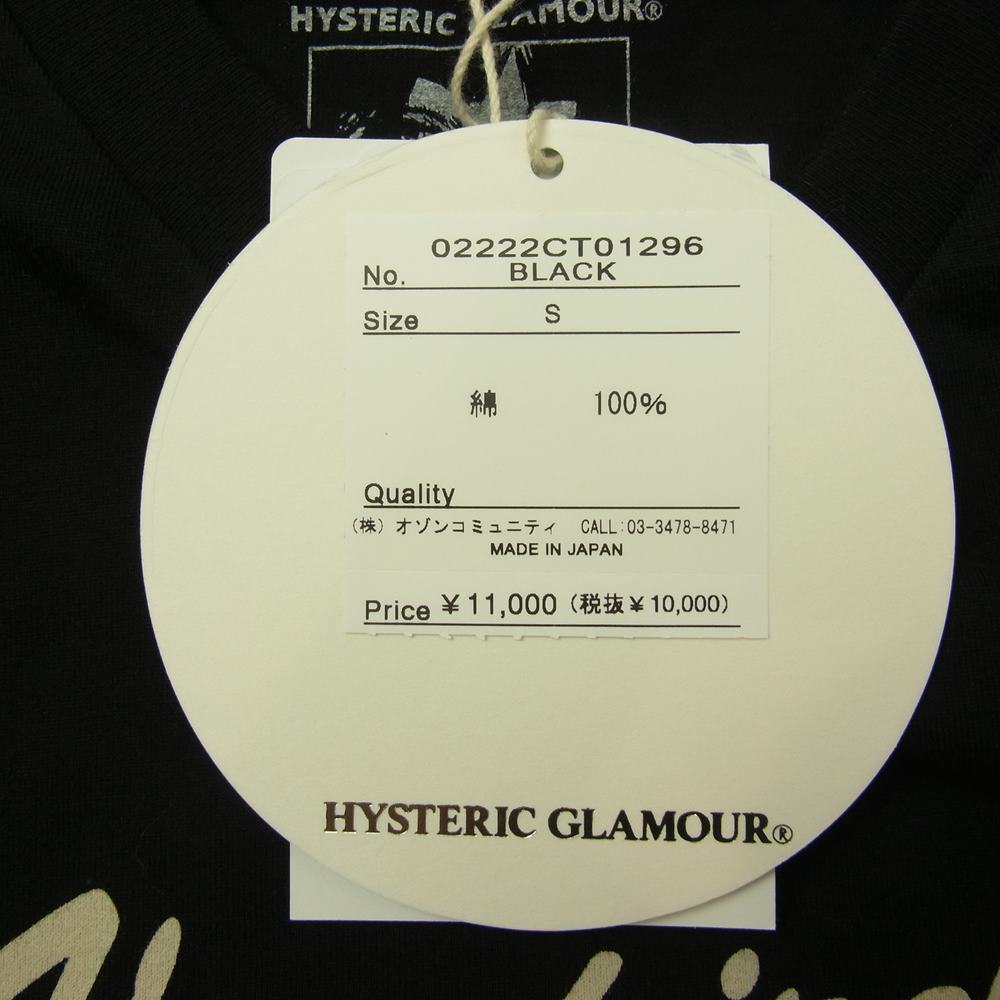 HYSTERIC GLAMOUR®
02222CT01296
No. BLACK
Size S
綿 100%
Quality
(株) オゾンコミュニティ CALL:03-3478-8471
MADE IN JAPAN
Price ¥11,000 (税抜¥10,000)
HYSTERIC GLAMOUR®